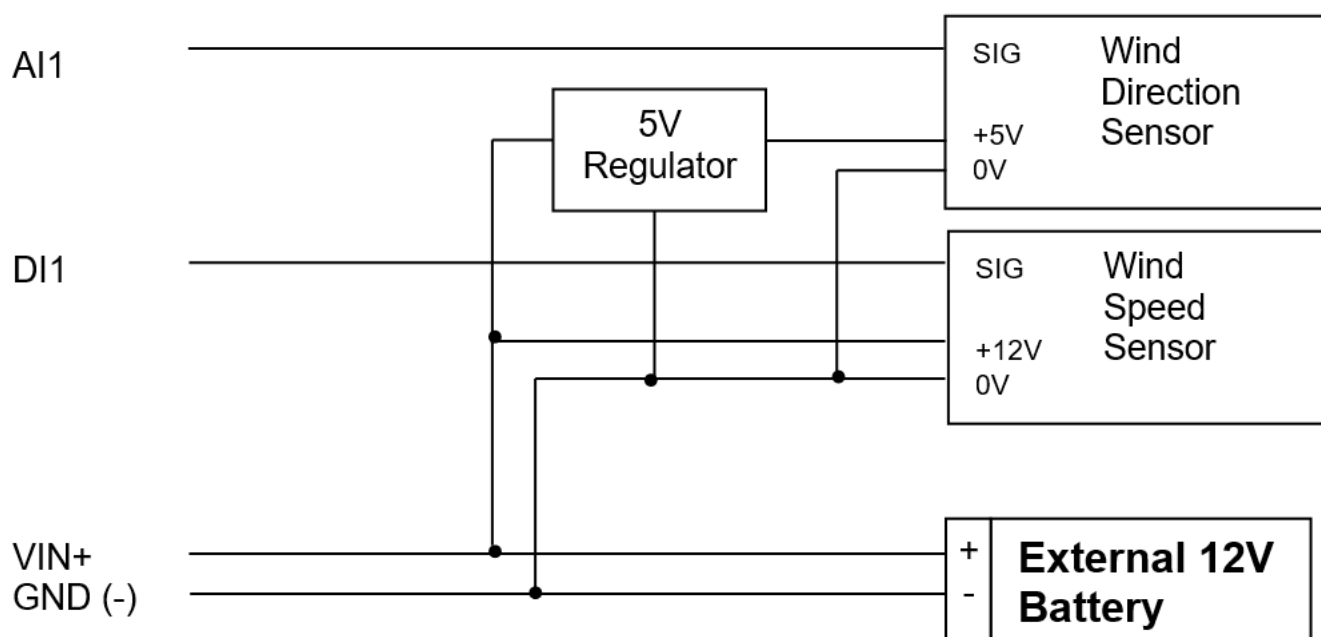 AI1
SIG
Wind
Direction
Sensor
+5V
0V
5V
Regulator
DI1
SIG
Wind
Speed
Sensor
+12V
0V
VIN+
GND (-)
+
-
External 12V
Battery